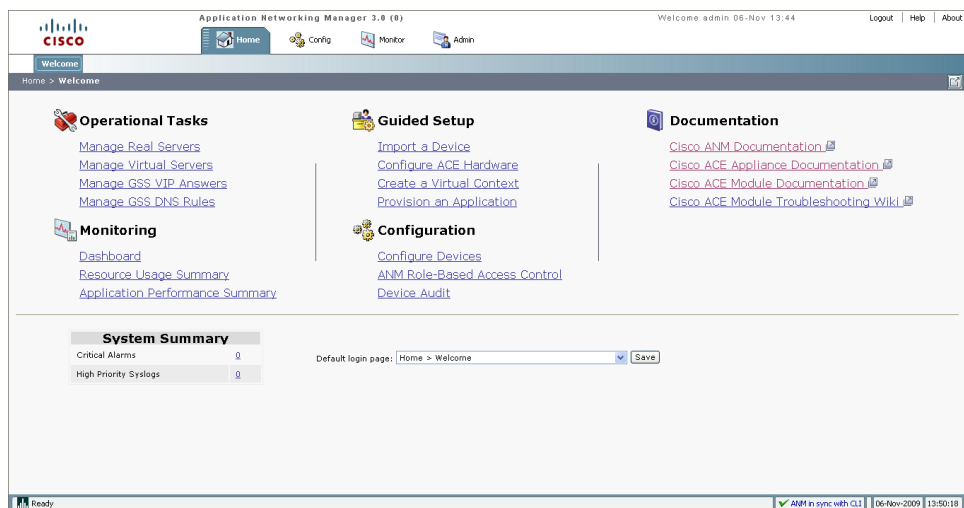 Application Networking Manager 3.0 (0)
Welcome admin 06-Nov 13:44
Logout | Help | About
CISCO
Home
Config
Monitor
Admin
Welcome
Home > Welcome
Operational Tasks
Manage Real Servers
Manage Virtual Servers
Manage GSS VIP Answers
Manage GSS DNS Rules
Monitoring
Dashboard
Resource Usage Summary
Application Performance Summary
Guided Setup
Import a Device
Configure ACE Hardware
Create a Virtual Context
Provision an Application
Configuration
Configure Devices
ANM Role-Based Access Control
Device Audit
Documentation
Cisco ANM Documentation
Cisco ACE Appliance Documentation
Cisco ACE Module Documentation
Cisco ACE Module Troubleshooting Wiki
System Summary
Critical Alarms 0
High Priority Syslogs 0
Default login page: Home > Welcome Save
Ready
ANM in sync with CLI 06-Nov-2009 13:50:18